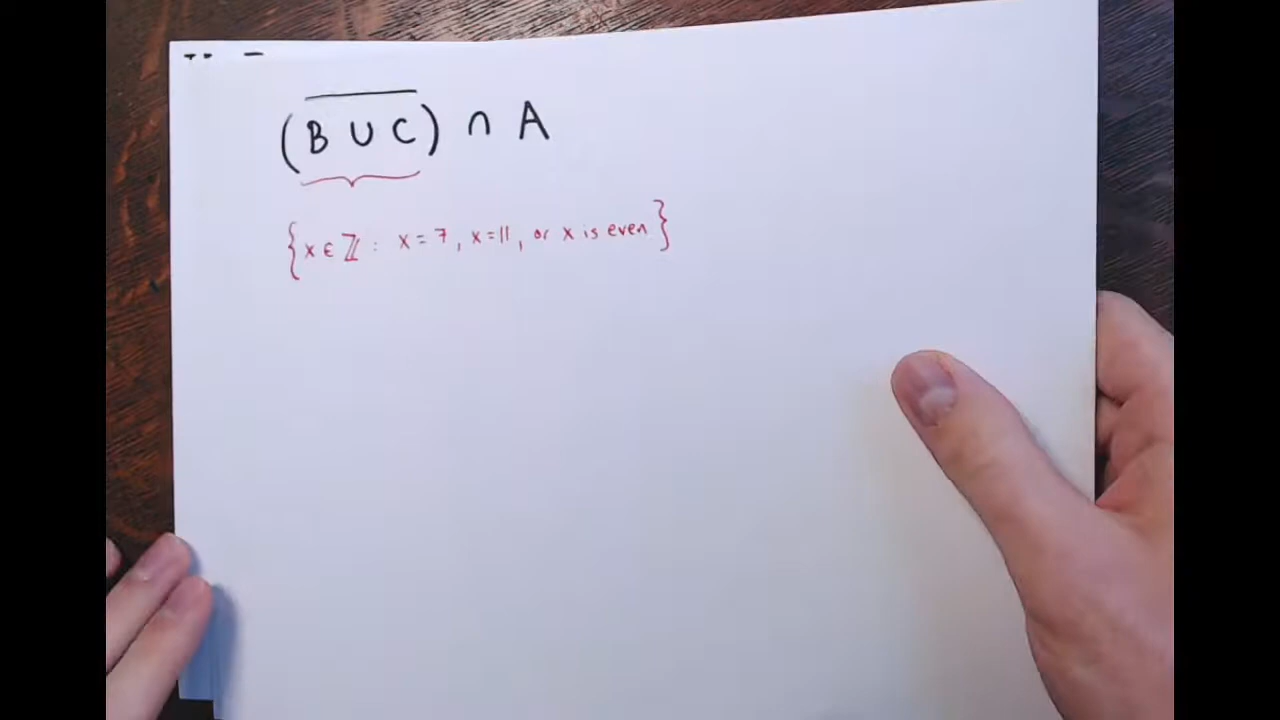 (B ∪ C)̅ ∩ A
{x ∈ ℤ : x = 7, x = 11, or x is even}